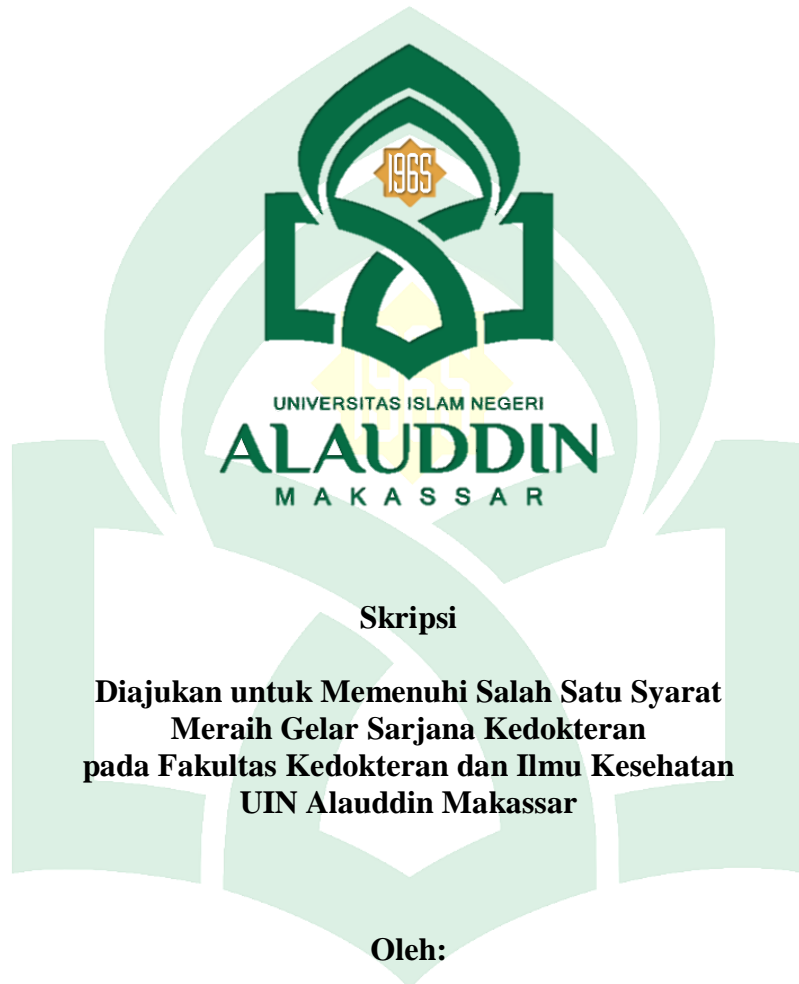 1965
UNIVERSITAS ISLAM NEGERI
ALAUDDIN
MAKASSAR
Skripsi
Diajukan untuk Memenuhi Salah Satu Syarat
Meraih Gelar Sarjana Kedokteran
pada Fakultas Kedokteran dan Ilmu Kesehatan
UIN Alauddin Makassar
Oleh: